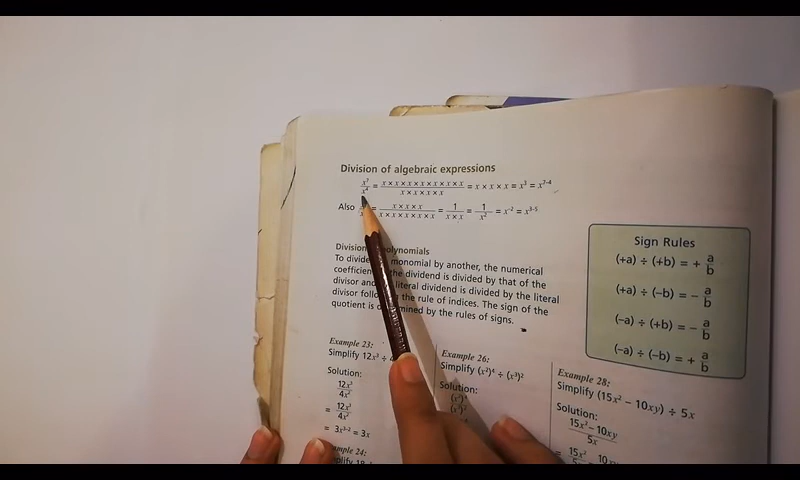 Division of algebraic expressions
x⁷/x⁴ = = x × x × x = x³ = x⁷⁻⁴
Also = x × x × x / x × x × x × x × x = 1/x × x = 1/x² = x⁻² = x³⁻⁵
Division polynomials
To divide monomial by another, the numerical
coefficient the dividend is divided by that of the
divisor and literal dividend is divided by the literal
divisor the rule of indices. The sign of the
quotient is by the rules of signs.
Sign Rules
(+a) ÷ (+b) = + a/b
(+a) ÷ (−b) = − a/b
(−a) ÷ (+b) = − a/b
(−a) ÷ (−b) = + a/b
Example 23:
Simplify 12x³ ÷
Solution:
12x³/4x²
= 12x³/4x²
= 3x³⁻² = 3x
Example 24:
Example 26:
Simplify (x²)⁴ ÷ (x³)²
Solution:
Example 28:
Simplify (15x² − 10xy) ÷ 5x
Solution:
15x² − 10xy/5x